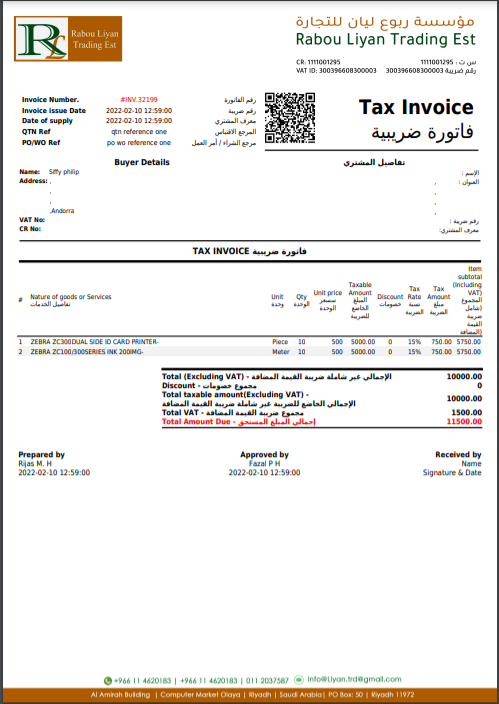 Rabou Liyan
Trading Est
مؤسسة ربوع ليان للتجارة
Rabou Liyan Trading Est
CR: 1111001295 س ت : 1111001295
VAT ID: 300396608300003 رقم ضريبة 300396608300003
Invoice Number. #INV.32199 رقم الفاتورة
Invoice issue Date 2022-02-10 12:59:00 رقم ضريبة
Date of supply 2022-02-10 12:59:00 معرف المشتري
QTN Ref qtn reference one المرجع الاقتباس
PO/WO Ref po wo reference one مرجع الشراء / أمر العمل
Tax Invoice
فاتورة ضريبية
Buyer Details تفاصيل المشتري
Name: Siffy philip الإسم :
Address: , العنوان : ,
, ,
, ,
,Andorra ,
VAT No: رقم ضريبة :
CR No: معرف المشتري:
TAX INVOICE فاتورة ضريبية
# Nature of goods or Services تفاصيل الخدمات Unit وحدة Qty الوحدة Unit price الوحدة Taxable Amount المبلغ الخاضع للضريبة Discount خصومات Tax Rate نسبة الضريبة Tax Amount مبلغ الضريبة Item subtotal (Including VAT) المجموع (شامل ضريبة القيمة المضافة)
1 ZEBRA ZC300DUAL SIDE ID CARD PRINTER- Piece 10 500 5000.00 0 15% 750.00 5750.00
2 ZEBRA ZC100/300SERIES INK 200IMG- Meter 10 500 5000.00 0 15% 750.00 5750.00
Total (Excluding VAT) - الإجمالي غير شاملة ضريبة القيمة المضافة 10000.00
Discount - مجموع خصومات 0
Total taxable amount(Excluding VAT) -
الإجمالي الخاضع للضريبة غير شاملة ضريبة القيمة المضافة 10000.00
Total VAT - مجموع ضريبة القيمة المضافة 1500.00
Total Amount Due - إجمالي المبلغ المستحق 11500.00
Prepared by Approved by Received by
Rijas M. H Fazal P H Name
2022-02-10 12:59:00 2022-02-10 12:59:00 Signature & Date
+966 11 4620183 | +966 11 4620183 | 011 2037587 info@Liyan.trd@gmail.com
Al Amirah Building | Computer Market Olaya | Riyadh | Saudi Arabia| PO Box: 50 | Riyadh 11972